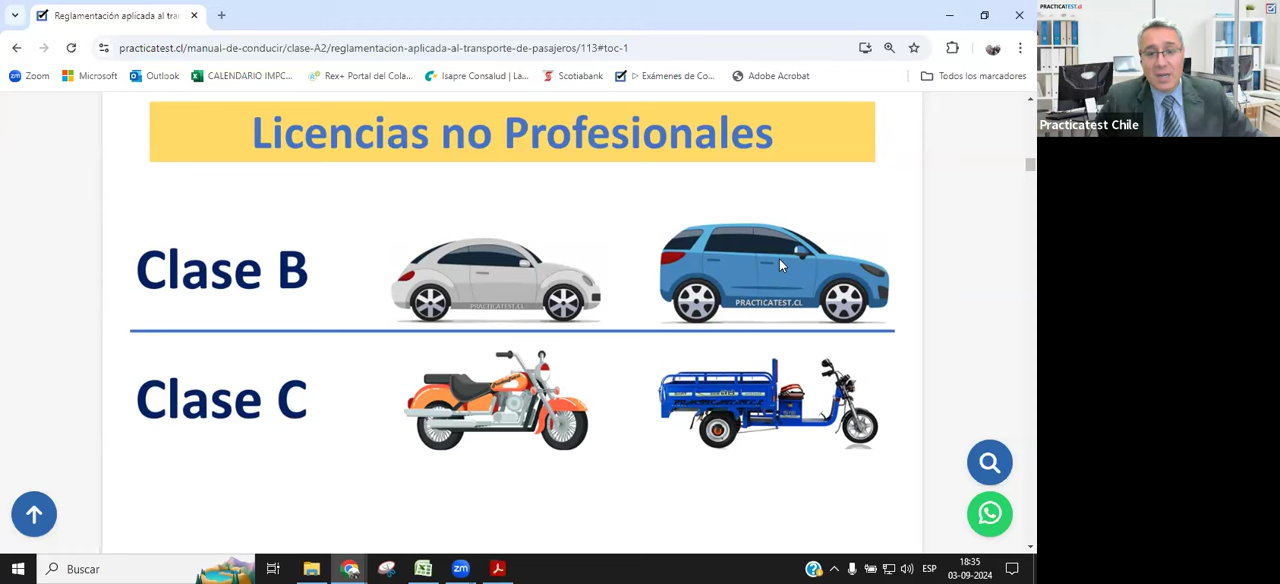 Reglamentación aplicada al tra
practicatest.cl/manual-de-conducir/clase-A2/reglamentacion-aplicada-al-transporte-de-pasajeros/113#toc-1
Zoom
Microsoft
Outlook
CALENDARIO IMPC...
Rex+ Portal del Cola...
Isapre Consalud | La...
Scotiabank
▷ Exámenes de Co...
Adobe Acrobat
Todos los marcadores
PRACTICATEST.cl
Practicatest Chile
Licencias no Profesionales
Clase B
PRACTICATEST.CL
PRACTICATEST.CL
Clase C
Buscar
ESP
18:35
03-09-2024